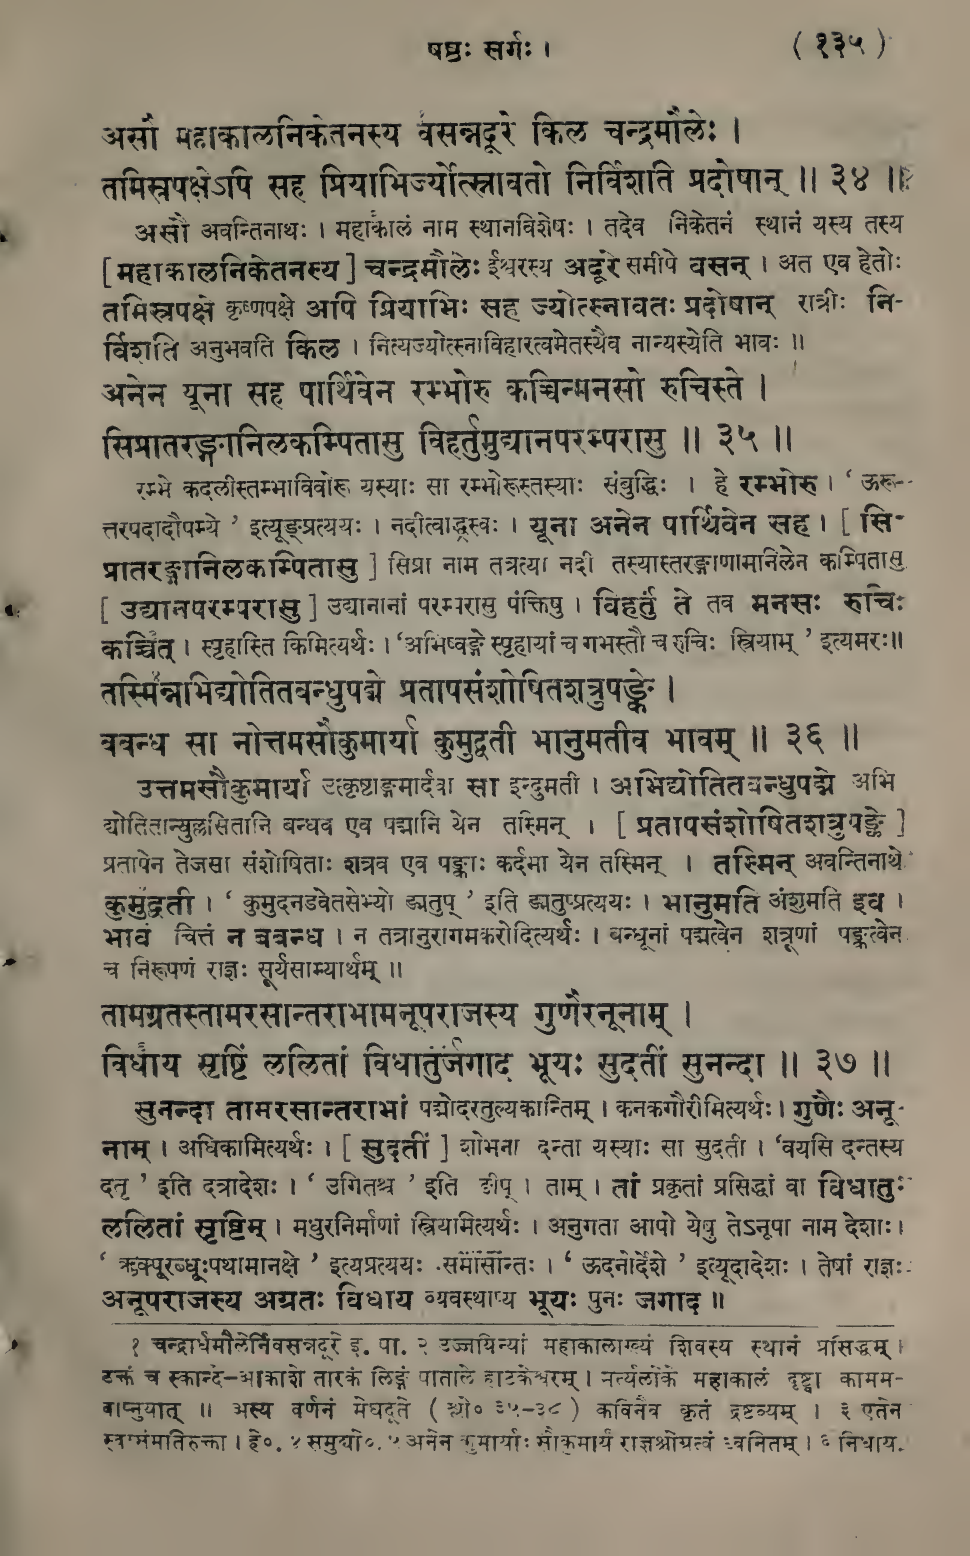 षष्ठः सर्गः ।
( १३५ )
असौ महाकालनिकेतनस्य वसन्नदूरे किल चन्द्रमौलेः ।
तमिस्रपक्षेऽपि सह प्रियाभिर्ज्योत्स्नावतो निर्विशति प्रदोषान् ॥ ३४ ॥
असौ अवन्तिनाथः । महाकालं नाम स्थानविशेषः । तदेव निकेतनं स्थानं यस्य तस्य
[ महाकालनिकेतनस्य ] चन्द्रमौलेः ईश्वरस्य अदूरे समीपे वसन् । अत एव हेतोः
तमिस्रपक्षे कृष्णपक्षे अपि प्रियाभिः सह ज्योत्स्नावतः प्रदोषान् रात्रीः नि-
र्विशति अनुभवति किल । नित्यज्योत्स्नाविहारत्वमेतस्यैव नान्यस्येति भावः ॥
अनेन यूना सह पार्थिवेन रम्भोरु कच्चिन्मनसो रुचिस्ते ।
सिप्रातरङ्गानिलकम्पितासु विहर्तुमुद्यानपरम्परासु ॥ ३५ ॥
रम्भे कदलीस्तम्भाविवोरू यस्याः सा रम्भोरूस्तस्याः संबुद्धिः । हे रम्भोरु । ‘ ऊरू-
त्तरपदादौपम्ये ’ इत्यूङ्प्रत्ययः । नदीत्वाद्ध्रस्वः । यूना अनेन पार्थिवेन सह । [ सि-
प्रातरङ्गानिलकम्पितासु ] सिप्रा नाम तत्रत्या नदी तस्यास्तरङ्गाणामनिलेन कम्पितासु
[ उद्यानपरम्परासु ] उद्यानानां परम्परासु पंक्तिषु । विहर्तुं ते तव मनसः रुचिः
कच्चित् । स्पृहास्ति किमित्यर्थः । ‘अभिष्वङ्गे स्पृहायां च गभस्तौ च रुचिः स्त्रियाम् ’ इत्यमरः॥
तस्मिन्नभिद्योतितबन्धुपद्मे प्रतापसंशोषितशत्रुपङ्के ।
बबन्ध सा नोत्तमसौकुमार्या कुमुद्वती भानुमतीव भावम् ॥ ३६ ॥
उत्तमसौकुमार्या उत्कृष्टाङ्गमार्दवा सा इन्दुमती । अभिद्योतितबन्धुपद्मे अभि
द्योतितान्युल्लसितानि बन्धव एव पद्मानि येन तस्मिन् । [ प्रतापसंशोषितशत्रुपङ्के ]
प्रतापेन तेजसा संशोषिताः शत्रव एव पङ्काः कर्दमा येन तस्मिन् । तस्मिन् अवन्तिनाथे
कुमुद्वती । ‘ कुमुदनडवेतसेभ्यो ड्मतुप् ’ इति ड्मतुप्प्रत्ययः । भानुमति अंशुमति इव ।
भावं चित्तं न बबन्ध । न तत्रानुरागमकरोदित्यर्थः । बन्धूनां पद्मत्वेन शत्रूणां पङ्कत्वेन
च निरूपणं राज्ञः सूर्यसाम्यार्थम् ॥
तामग्रतस्तामरसान्तराभामनूपराजस्य गुणैरनूनाम् ।
विधाय सृष्टिं ललितां विधातुर्जगाद भूयः सुदतीं सुनन्दा ॥ ३७ ॥
सुनन्दा तामरसान्तराभां पद्मोदरतुल्यकान्तिम् । कनकगौरीमित्यर्थः । गुणैः अनू-
नाम् । अधिकामित्यर्थः । [ सुदतीं ] शोभना दन्ता यस्याः सा सुदती । ‘वयसि दन्तस्य
दतृ ’ इति दत्रादेशः । ‘ उगितश्च ’ इति ङीप् । ताम् । तां प्रकृतां प्रसिद्धां वा विधातुः
ललितां सृष्टिम् । मधुरनिर्माणां स्त्रियमित्यर्थः । अनुगता आपो येषु तेऽनूपा नाम देशाः।
‘ ऋक्पूरब्धूःपथामानक्षे ’ इत्यप्रत्ययः समासान्तः । ‘ ऊदनोर्देशे ’ इत्यूदादेशः । तेषां राज्ञः
अनूपराजस्य अग्रतः विधाय व्यवस्थाप्य भूयः पुनः जगाद ॥
१ चन्द्रार्धमौलेर्निवसन्नदूरे इ. पा. २ उज्जयिन्यां महाकालाख्यं शिवस्य स्थानं प्रसिद्धम् ।
उक्तं च स्कान्दे-आकाशे तारकं लिङ्गं पाताले हाटकेश्वरम् । मर्त्यलोके महाकालं दृष्ट्वा कामम-
वाप्नुयात् ॥ अस्य वर्णनं मेघदूते ( श्लो० ३५-३८ ) कविनैव कृतं द्रष्टव्यम् । ३ एतेन
हे०. ४ समुद्यो०. ५ अनेन कुमार्याः सौकुमार्यं ध्वनितम् । ६ निधाय.